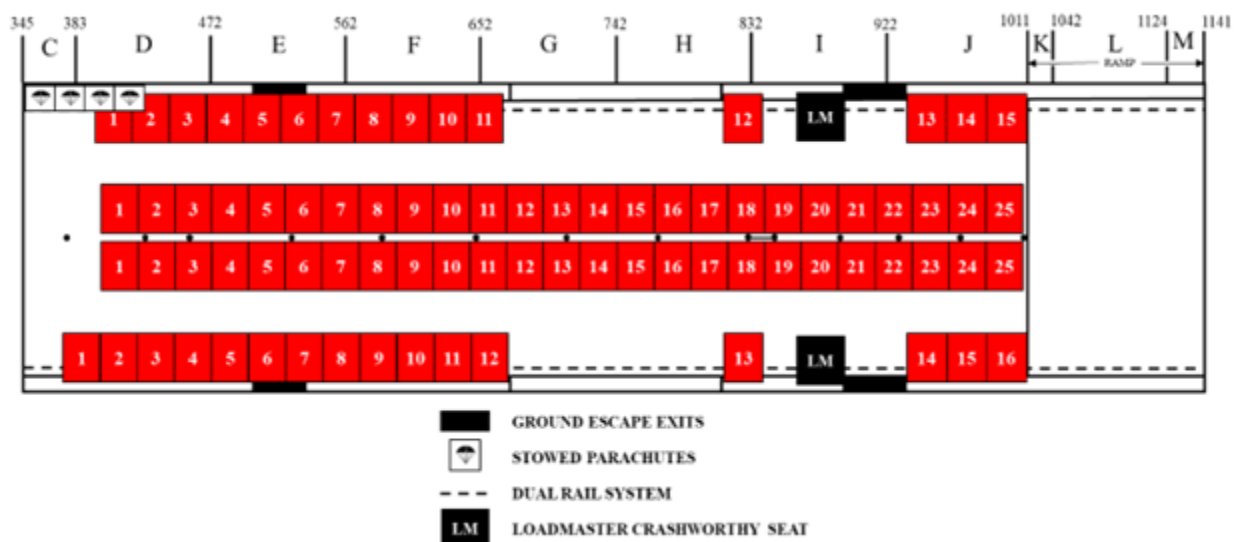 345 383 472 562 652 742 832 922 1011 1042 1124 1141
C D E F G H I J K L M
RAMP
1 2 3 4 5 6 7 8 9 10 11 12 LM 13 14 15
1 2 3 4 5 6 7 8 9 10 11 12 13 14 15 16 17 18 19 20 21 22 23 24 25
1 2 3 4 5 6 7 8 9 10 11 12 13 14 15 16 17 18 19 20 21 22 23 24 25
1 2 3 4 5 6 7 8 9 10 11 12 13 LM 14 15 16
GROUND ESCAPE EXITS
STOWED PARACHUTES
DUAL RAIL SYSTEM
LM LOADMASTER CRASHWORTHY SEAT